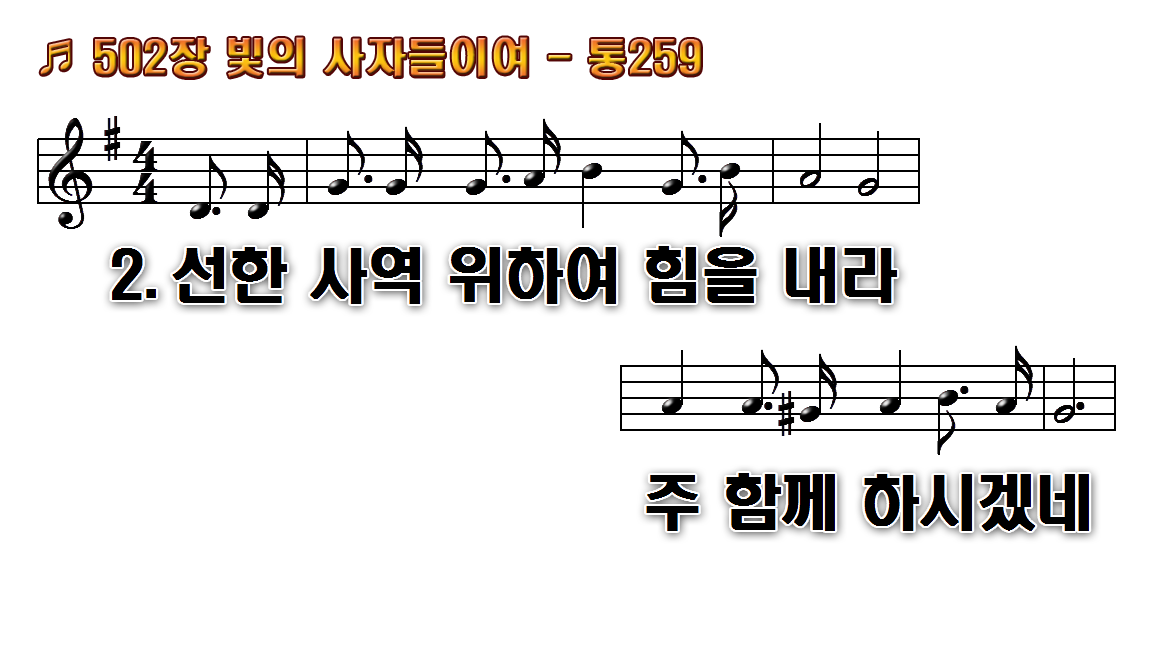 ♬ 502장 빛의 사자들이여 - 통259
2. 선한 사역 위하여 힘을 내라
주 함께 하시겠네